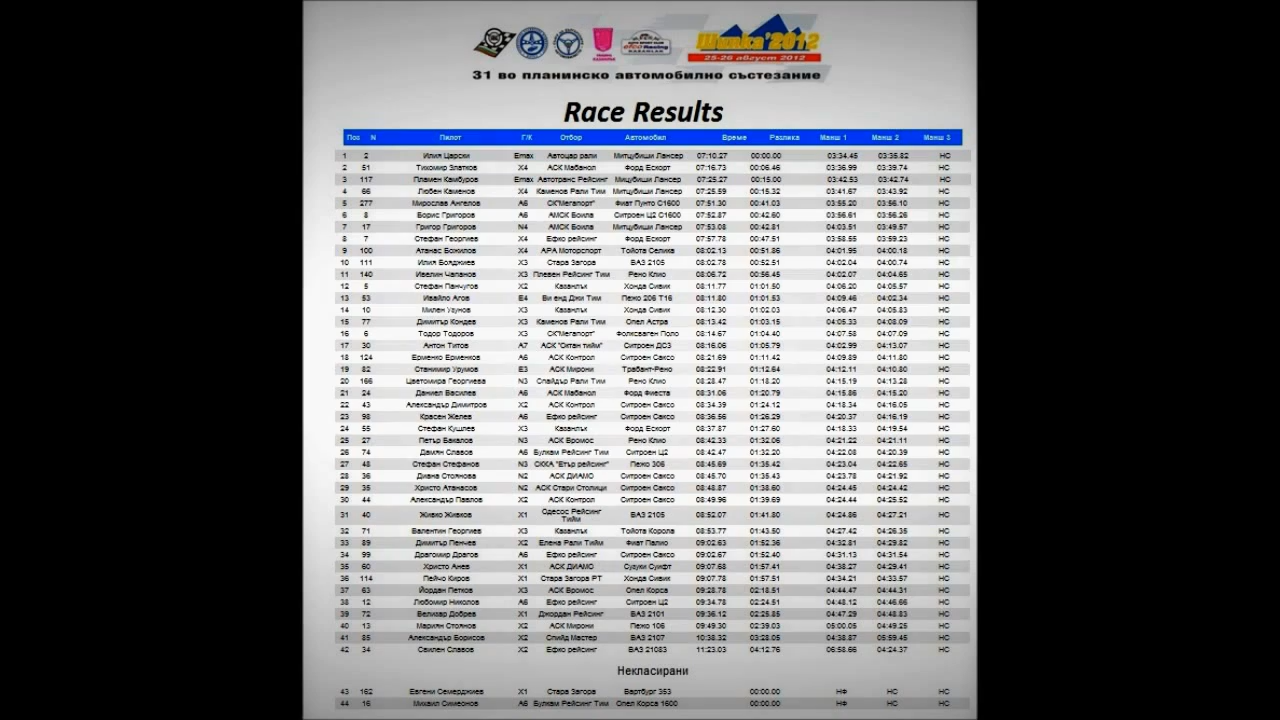 Шипка'2012
25-26 август 2012
31 во планинско автомобилно състезание
Race Results
Поз N Пилот Г/К Отбор Автомобил Време Разлика Манш 1 Манш 2 Манш 3
1 2 Илия Царски Emax Автоцар рали Митцубиши Лансер 07:10.27 00:00.00 03:34.45 03:35.82 НС
2 51 Тихомир Златков X4 АСК Мабанол Форд Ескорт 07:16.73 00:06.46 03:36.99 03:39.74 НС
3 117 Пламен Камбуров Emax Автотранс Рейсинг Мицубиши Лансер 07:25.27 00:15.00 03:42.53 03:42.74 НС
4 66 Любен Каменов X4 Каменов Рали Тим Митцубиши Лансер 07:25.59 00:15.32 03:41.67 03:43.92 НС
5 277 Мирослав Ангелов A6 СК"Мегапорт" Фиат Пунто С1600 07:51.30 00:41.03 03:55.20 03:56.10 НС
6 8 Борис Григоров A6 АМСК Боила Ситроен Ц2 С1600 07:52.87 00:42.60 03:56.61 03:56.26 НС
7 17 Григор Григоров N4 АМСК Боила Митцубиши Лансер 07:53.08 00:42.81 04:03.51 03:49.57 НС
8 7 Стефан Георгиев X4 Ефко рейсинг Форд Ескорт 07:57.78 00:47.51 03:58.55 03:59.23 НС
9 100 Атанас Божилов X4 АРА Моторспорт Тойота Селика 08:02.13 00:51.86 04:01.95 04:00.18 НС
10 111 Илия Бояджиев X3 Стара Загора ВАЗ 2105 08:02.78 00:52.51 04:02.04 04:00.74 НС
11 140 Ивелин Чапанов X3 Плевен Рейсинг Тим Рено Клио 08:06.72 00:56.45 04:02.07 04:04.65 НС
12 5 Стефан Панчугов X2 Казанлък Хонда Сивик 08:11.77 01:01.50 04:06.20 04:05.57 НС
13 53 Ивайло Агов E4 Ви енд Джи Тим Пежо 206 Т16 08:11.80 01:01.53 04:09.46 04:02.34 НС
14 10 Милен Узунов X3 Казанлък Хонда Сивик 08:12.30 01:02.03 04:06.47 04:05.83 НС
15 77 Димитър Кондев X3 Каменов Рали Тим Опел Астра 08:13.42 01:03.15 04:05.33 04:08.09 НС
16 6 Тодор Тодоров X3 СК"Мегапорт" Фолксваген Поло 08:14.67 01:04.40 04:07.58 04:07.09 НС
17 30 Антон Титов A7 АСК "Ситан тийм" Ситроен ДС3 08:16.06 01:05.79 04:02.99 04:13.07 НС
18 124 Ерменко Ерменков A6 АСК Контрол Ситроен Саксо 08:21.69 01:11.42 04:09.89 04:11.80 НС
19 82 Станимир Урумов E3 АСК Мирони Трабант-Рено 08:22.91 01:12.64 04:12.11 04:10.80 НС
20 166 Цветомира Георгиева N3 Спайдър Рали Тим Рено Клио 08:28.47 01:18.20 04:15.19 04:13.28 НС
21 24 Даниел Василев A6 АСК Мабанол Форд Фиеста 08:31.06 01:20.79 04:15.86 04:15.20 НС
22 43 Александър Димитров X2 АСК Контрол Ситроен Саксо 08:34.39 01:24.12 04:18.34 04:16.05 НС
23 98 Красен Желев A6 Ефко рейсинг Ситроен Саксо 08:36.56 01:26.29 04:20.37 04:16.19 НС
24 55 Стефан Кушлев X3 Казанлък Форд Ескорт 08:37.87 01:27.60 04:18.33 04:19.54 НС
25 27 Петър Бакалов N3 АСК Вромос Рено Клио 08:42.33 01:32.06 04:21.22 04:21.11 НС
26 74 Дамян Славов A6 Булкам Рейсинг Тим Ситроен Ц2 08:42.47 01:32.20 04:22.08 04:20.39 НС
27 48 Стефан Стефанов N3 СККА "Етър рейсинг" Пежо 306 08:45.69 01:35.42 04:23.04 04:22.65 НС
28 36 Диана Стоянова N2 АСК ДИАМО Ситроен Саксо 08:45.70 01:35.43 04:23.78 04:21.92 НС
29 35 Христо Атанасов N2 АСК Стари Столици Ситроен Саксо 08:48.87 01:38.60 04:24.45 04:24.42 НС
30 44 Александър Павлов X2 АСК Контрол Ситроен Саксо 08:49.96 01:39.69 04:24.44 04:25.52 НС
31 40 Живко Живков X1 Одесос Рейсинг Тийм ВАЗ 2105 08:52.07 01:41.80 04:24.86 04:27.21 НС
32 71 Валентин Георгиев X3 Казанлък Тойота Корола 08:53.77 01:43.50 04:27.42 04:26.35 НС
33 89 Димитър Пенчев X2 Елена Рали Тийм Фиат Палио 09:02.63 01:52.36 04:32.81 04:29.82 НС
34 99 Драгомир Драгов A6 Ефко рейсинг Ситроен Саксо 09:02.67 01:52.40 04:31.13 04:31.54 НС
35 60 Христо Анев X1 АСК ДИАМО Сузуки Суифт 09:07.68 01:57.41 04:38.27 04:29.41 НС
36 114 Пейчо Киров X1 Стара Загора РТ Хонда Сивик 09:07.78 01:57.51 04:34.21 04:33.57 НС
37 63 Йордан Петков X3 АСК Вромос Опел Корса 09:28.78 02:18.51 04:44.47 04:44.31 НС
38 12 Любомир Николов A6 Ефко рейсинг Ситроен Ц2 09:34.78 02:24.51 04:48.12 04:46.66 НС
39 72 Велизар Добрев X1 Джордан Рейсинг ВАЗ 2101 09:36.12 02:25.85 04:47.29 04:48.83 НС
40 13 Мариян Стоянов X2 АСК Мирони Пежо 106 09:49.30 02:39.03 05:00.05 04:49.25 НС
41 85 Александър Борисов X2 Спийд Мастер ВАЗ 2107 10:38.32 03:28.05 04:38.87 05:59.45 НС
42 34 Свилен Славов X2 Ефко рейсинг ВАЗ 21083 11:23.03 04:12.76 06:58.66 04:24.37 НС
Некласирани
43 162 Евгени Семерджиев X1 Стара Загора Вартбург 353 00:00.00 НФ НС НС
44 16 Михаил Симеонов A6 Булкам Рейсинг Тим Опел Корса 1600 00:00.00 НФ НС НС